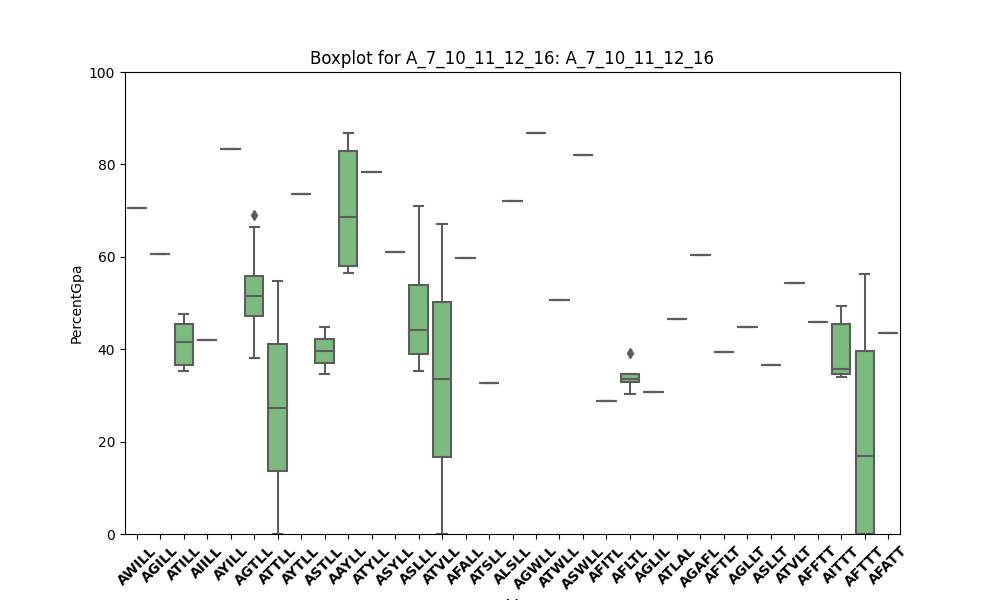 Boxplot for A_7_10_11_12_16: A_7_10_11_12_16
100
80
60
40
20
0
PercentGpa
AWILL
AGILL
ATILL
AIILL
AYILL
AGTLL
ATTLL
AYTLL
ASTLL
AAYLL
ATYLL
ASYLL
ASLLL
ATVLL
AFALL
ATSLL
ALSLL
AGWLL
ATWLL
ASWLL
AFITL
AFLTL
AGLIL
ATLAL
AGAFL
AFTLT
AGLLT
ASLLT
ATVLT
AFFTT
AITTT
AFTTT
AFATT